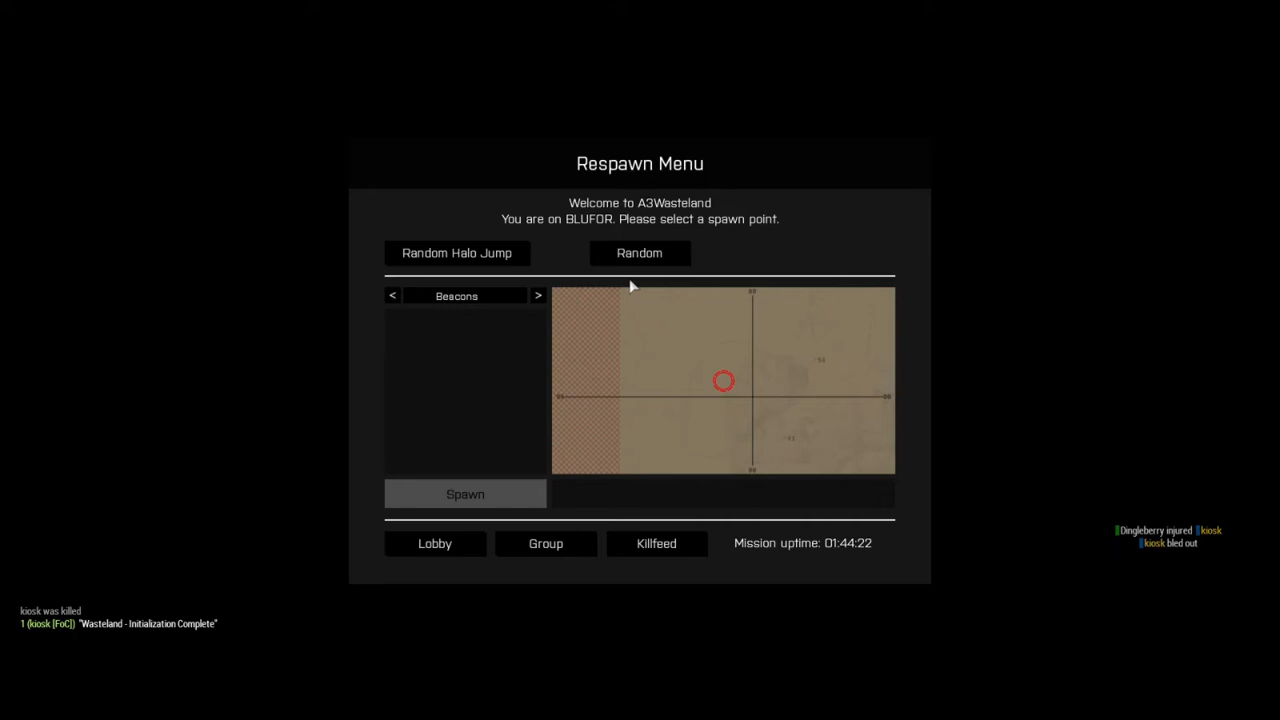 Respawn Menu
Welcome to A3Wasteland
You are on BLUFOR. Please select a spawn point.
Random Halo Jump
Random
< Beacons >
Spawn
Lobby
Group
Killfeed
Mission uptime: 01:44:22
Dingleberry injured kiosk
kiosk bled out
kiosk was killed
1 (kiosk [FoC]) "Wasteland - Initialization Complete"